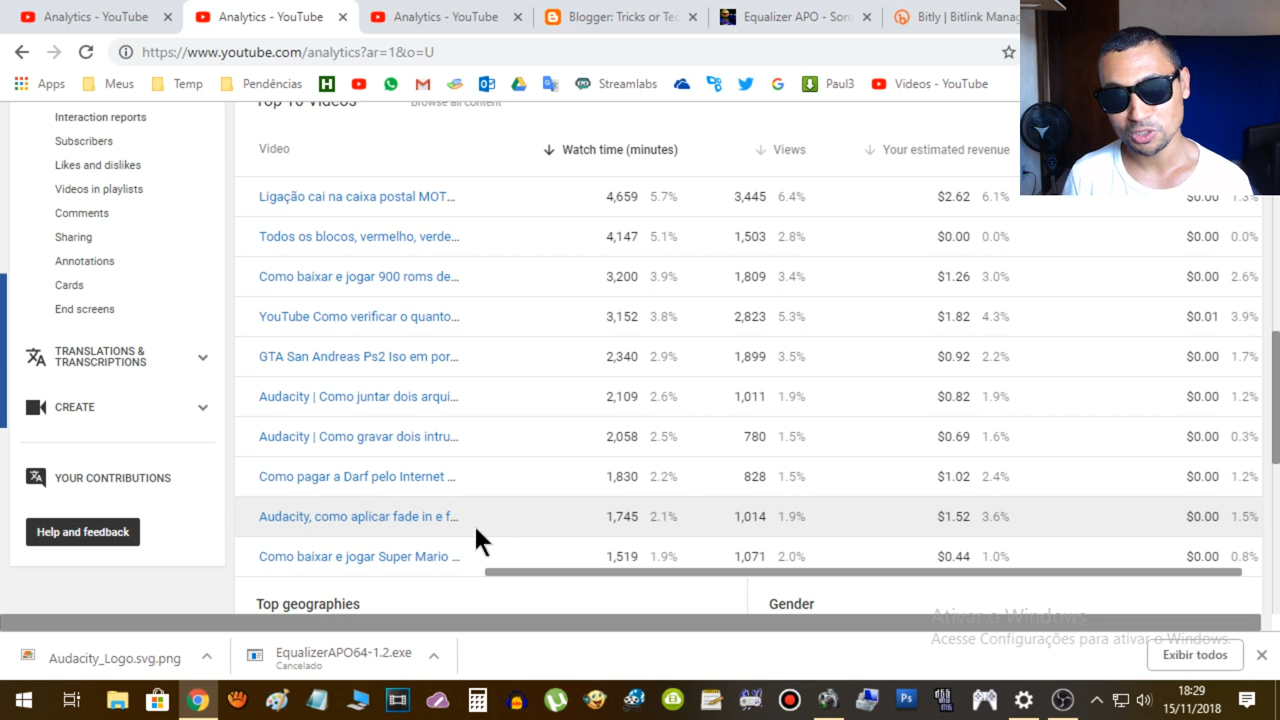 Analytics - YouTube
Analytics - YouTube
Analytics - YouTube
Blogger: Tricks or Tec
Equalizer APO - Sona
Bitly | Bitlink Manag
https://www.youtube.com/analytics?ar=1&o=U
Apps
Meus
Temp
Pendências
Streamlabs
Paul3
Videos - YouTube
Top 10 Videos
Browse all content
Interaction reports
Subscribers
Likes and dislikes
Videos in playlists
Comments
Sharing
Annotations
Cards
End screens
TRANSLATIONS &
TRANSCRIPTIONS
CREATE
YOUR CONTRIBUTIONS
Help and feedback
Video Watch time (minutes) Views Your estimated revenue
Ligação cai na caixa postal MOT... 4,659 5.7% 3,445 6.4% $2.62 6.1% $0.00 1.3%
Todos os blocos, vermelho, verde... 4,147 5.1% 1,503 2.8% $0.00 0.0% $0.00 0.0%
Como baixar e jogar 900 roms de... 3,200 3.9% 1,809 3.4% $1.26 3.0% $0.00 2.6%
YouTube Como verificar o quanto... 3,152 3.8% 2,823 5.3% $1.82 4.3% $0.01 3.9%
GTA San Andreas Ps2 Iso em por... 2,340 2.9% 1,899 3.5% $0.92 2.2% $0.00 1.7%
Audacity | Como juntar dois arqui... 2,109 2.6% 1,011 1.9% $0.82 1.9% $0.00 1.2%
Audacity | Como gravar dois intru... 2,058 2.5% 780 1.5% $0.69 1.6% $0.00 0.3%
Como pagar a Darf pelo Internet ... 1,830 2.2% 828 1.5% $1.02 2.4% $0.00 1.2%
Audacity, como aplicar fade in e f... 1,745 2.1% 1,014 1.9% $1.52 3.6% $0.00 1.5%
Como baixar e jogar Super Mario ... 1,519 1.9% 1,071 2.0% $0.44 1.0% $0.00 0.8%
Top geographies
Gender
Ativar o Windows
Acesse Configurações para ativar o Windows.
Audacity_Logo.svg.png
EqualizerAPO64-1.2.exe
Cancelado
Exibir todos
Ps
18:29
15/11/2018